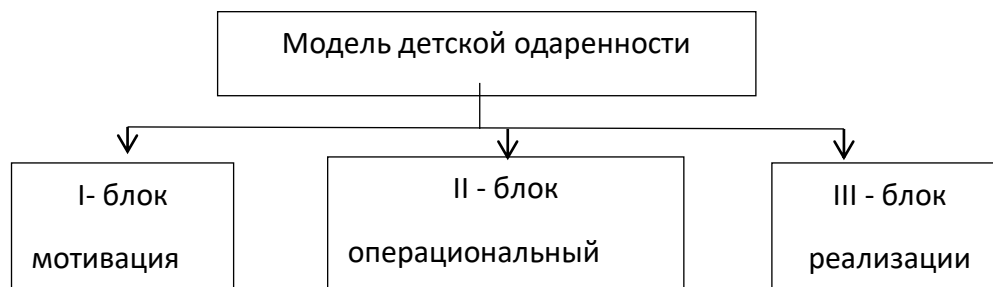 Модель детской одаренности
I- блок
мотивация
II - блок
операциональный
III - блок
реализации